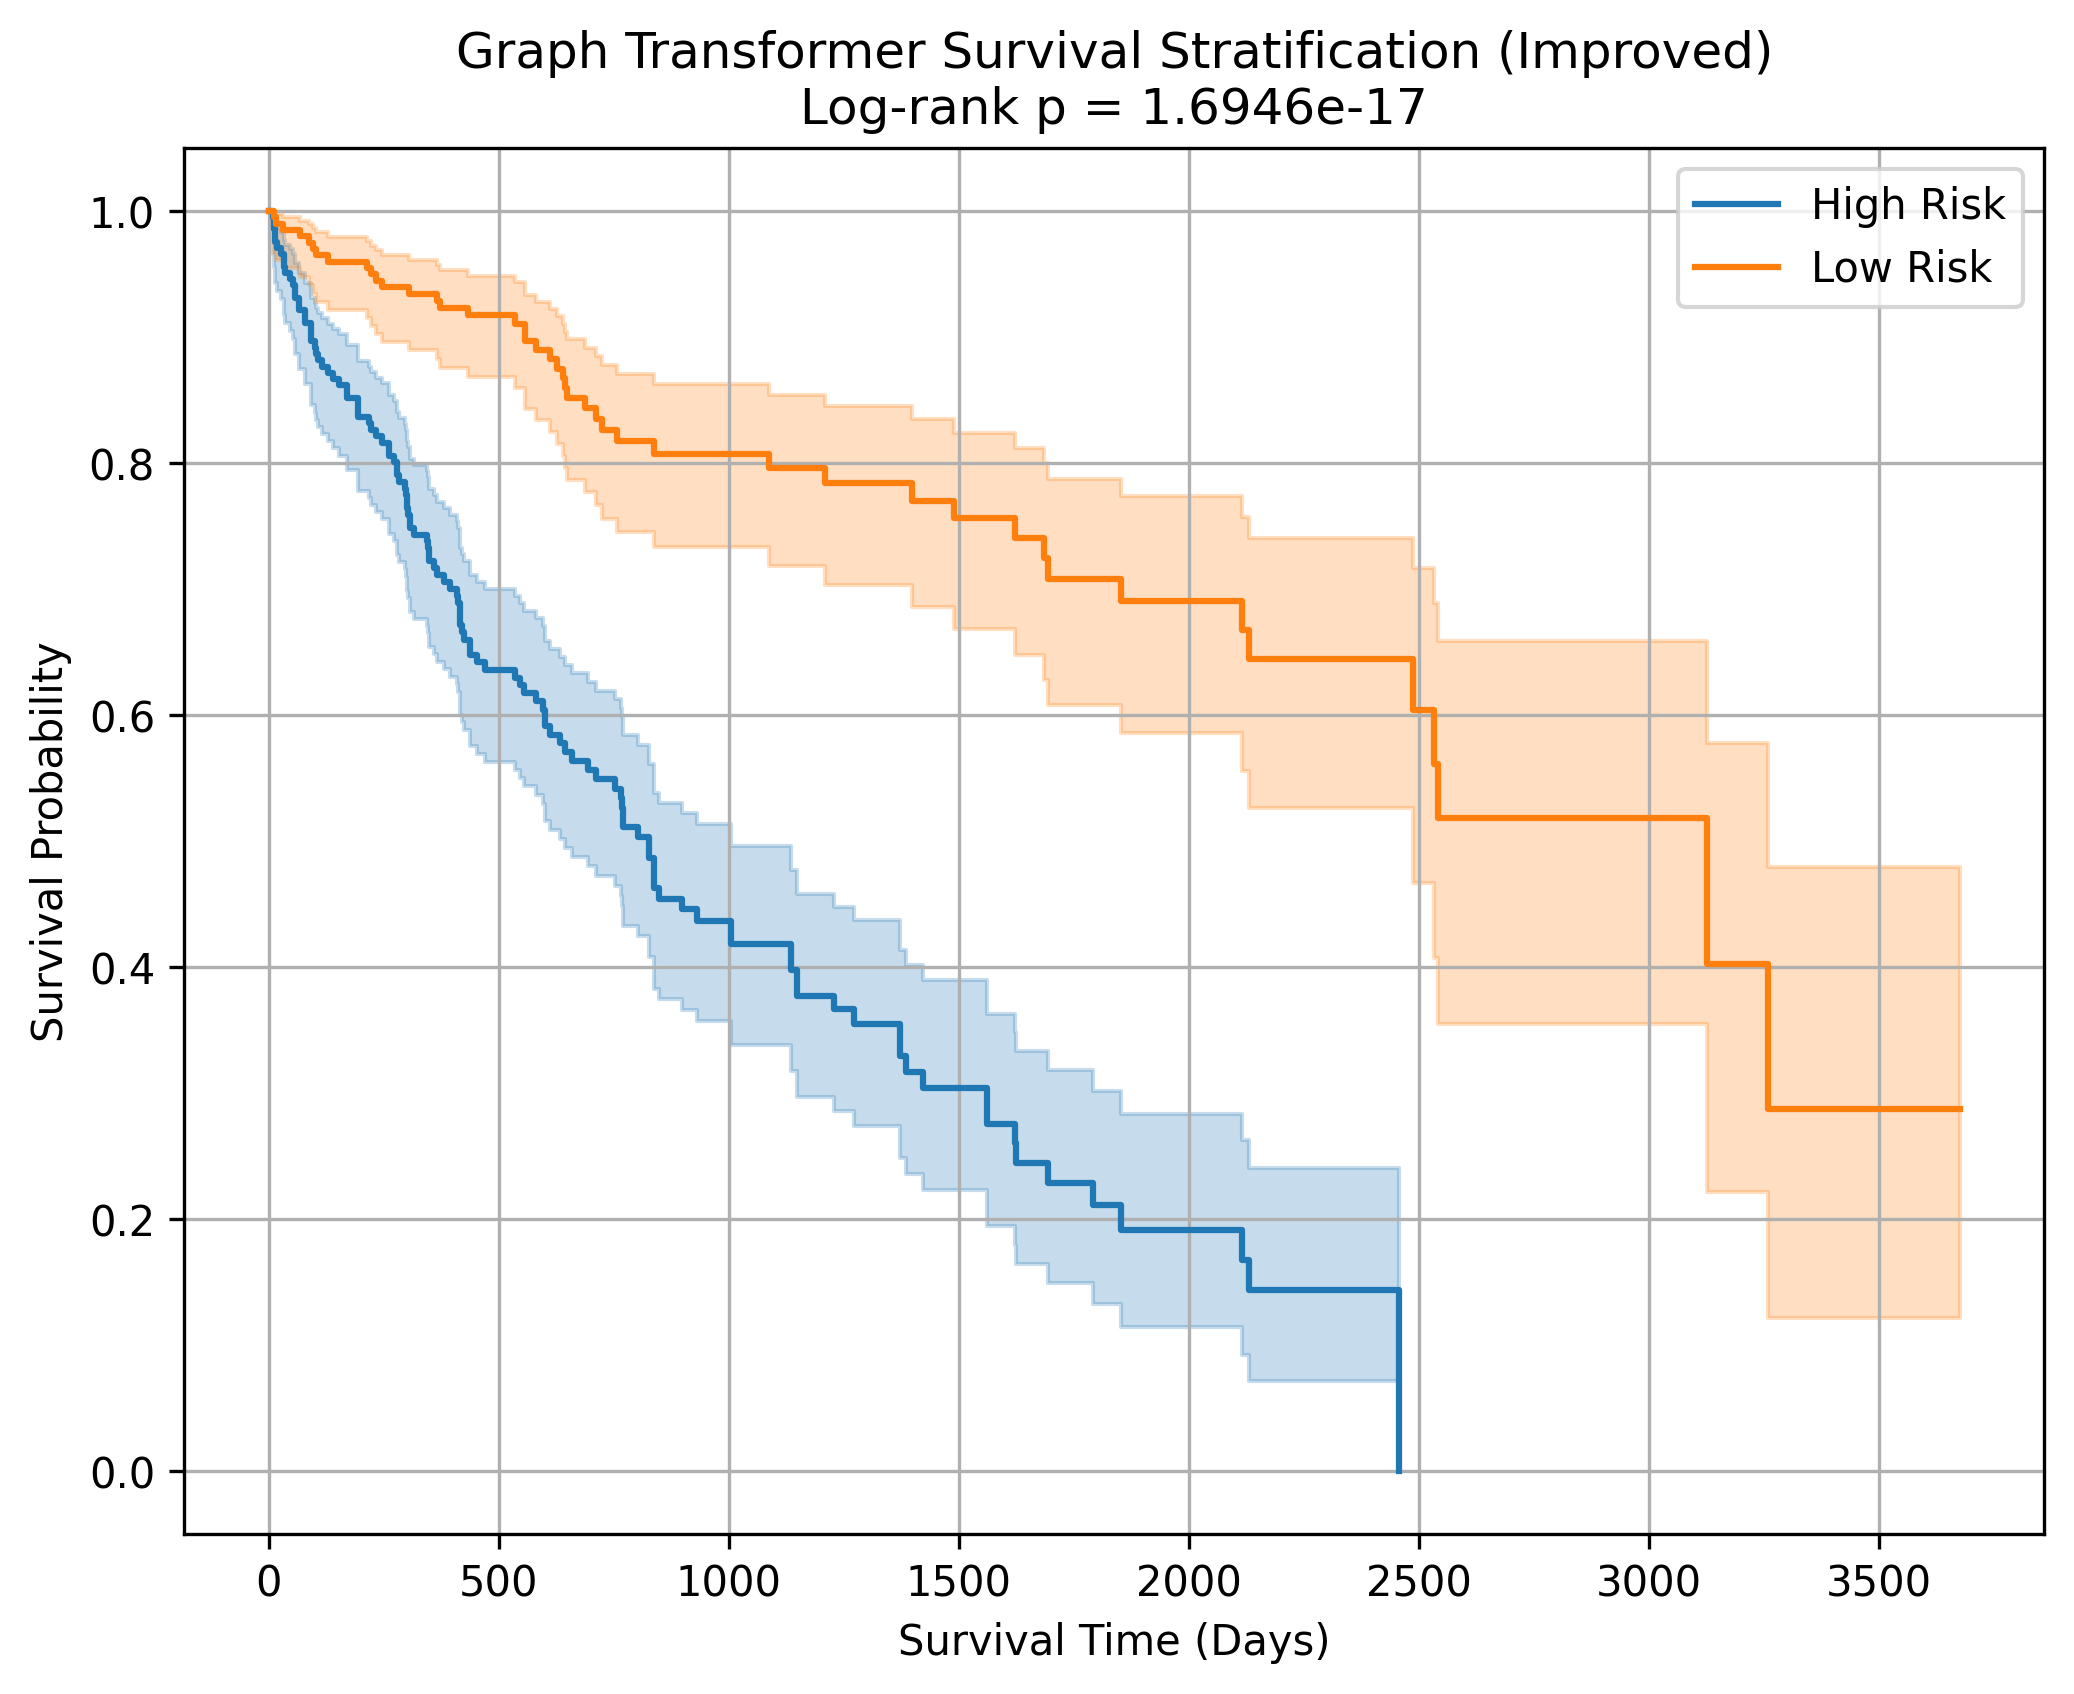 Graph Transformer Survival Stratification (Improved)
Log-rank p = 1.6946e-17
High Risk
Low Risk
Survival Probability
1.0
0.8
0.6
0.4
0.2
0.0
0 500 1000 1500 2000 2500 3000 3500
Survival Time (Days)